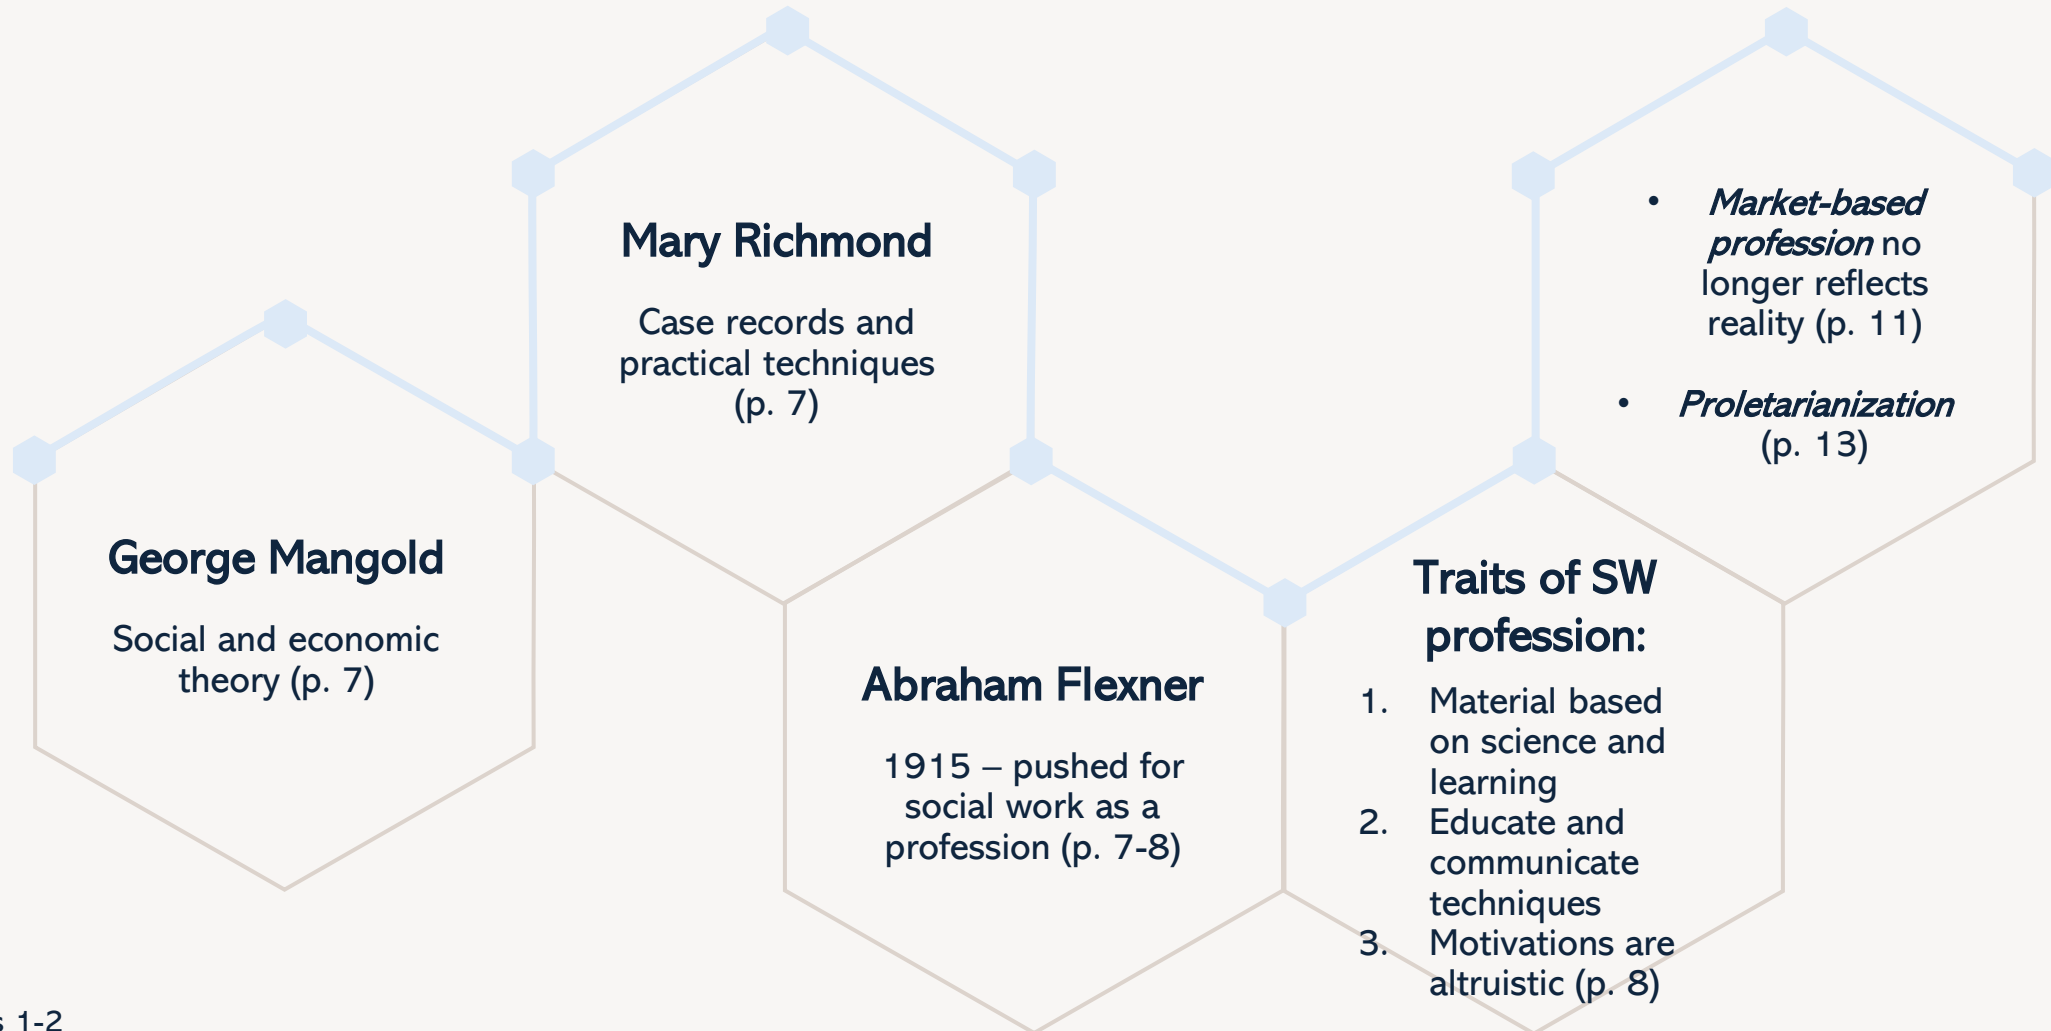 George Mangold
Social and economic
theory (p. 7)
Mary Richmond
Case records and
practical techniques
(p. 7)
Abraham Flexner
1915 – pushed for
social work as a
profession (p. 7-8)
Traits of SW
profession:
1. Material based
on science and
learning
2. Educate and
communicate
techniques
3. Motivations are
altruistic (p. 8)
• Market-based
profession no
longer reflects
reality (p. 11)
• Proletarianization
(p. 13)
s 1-2